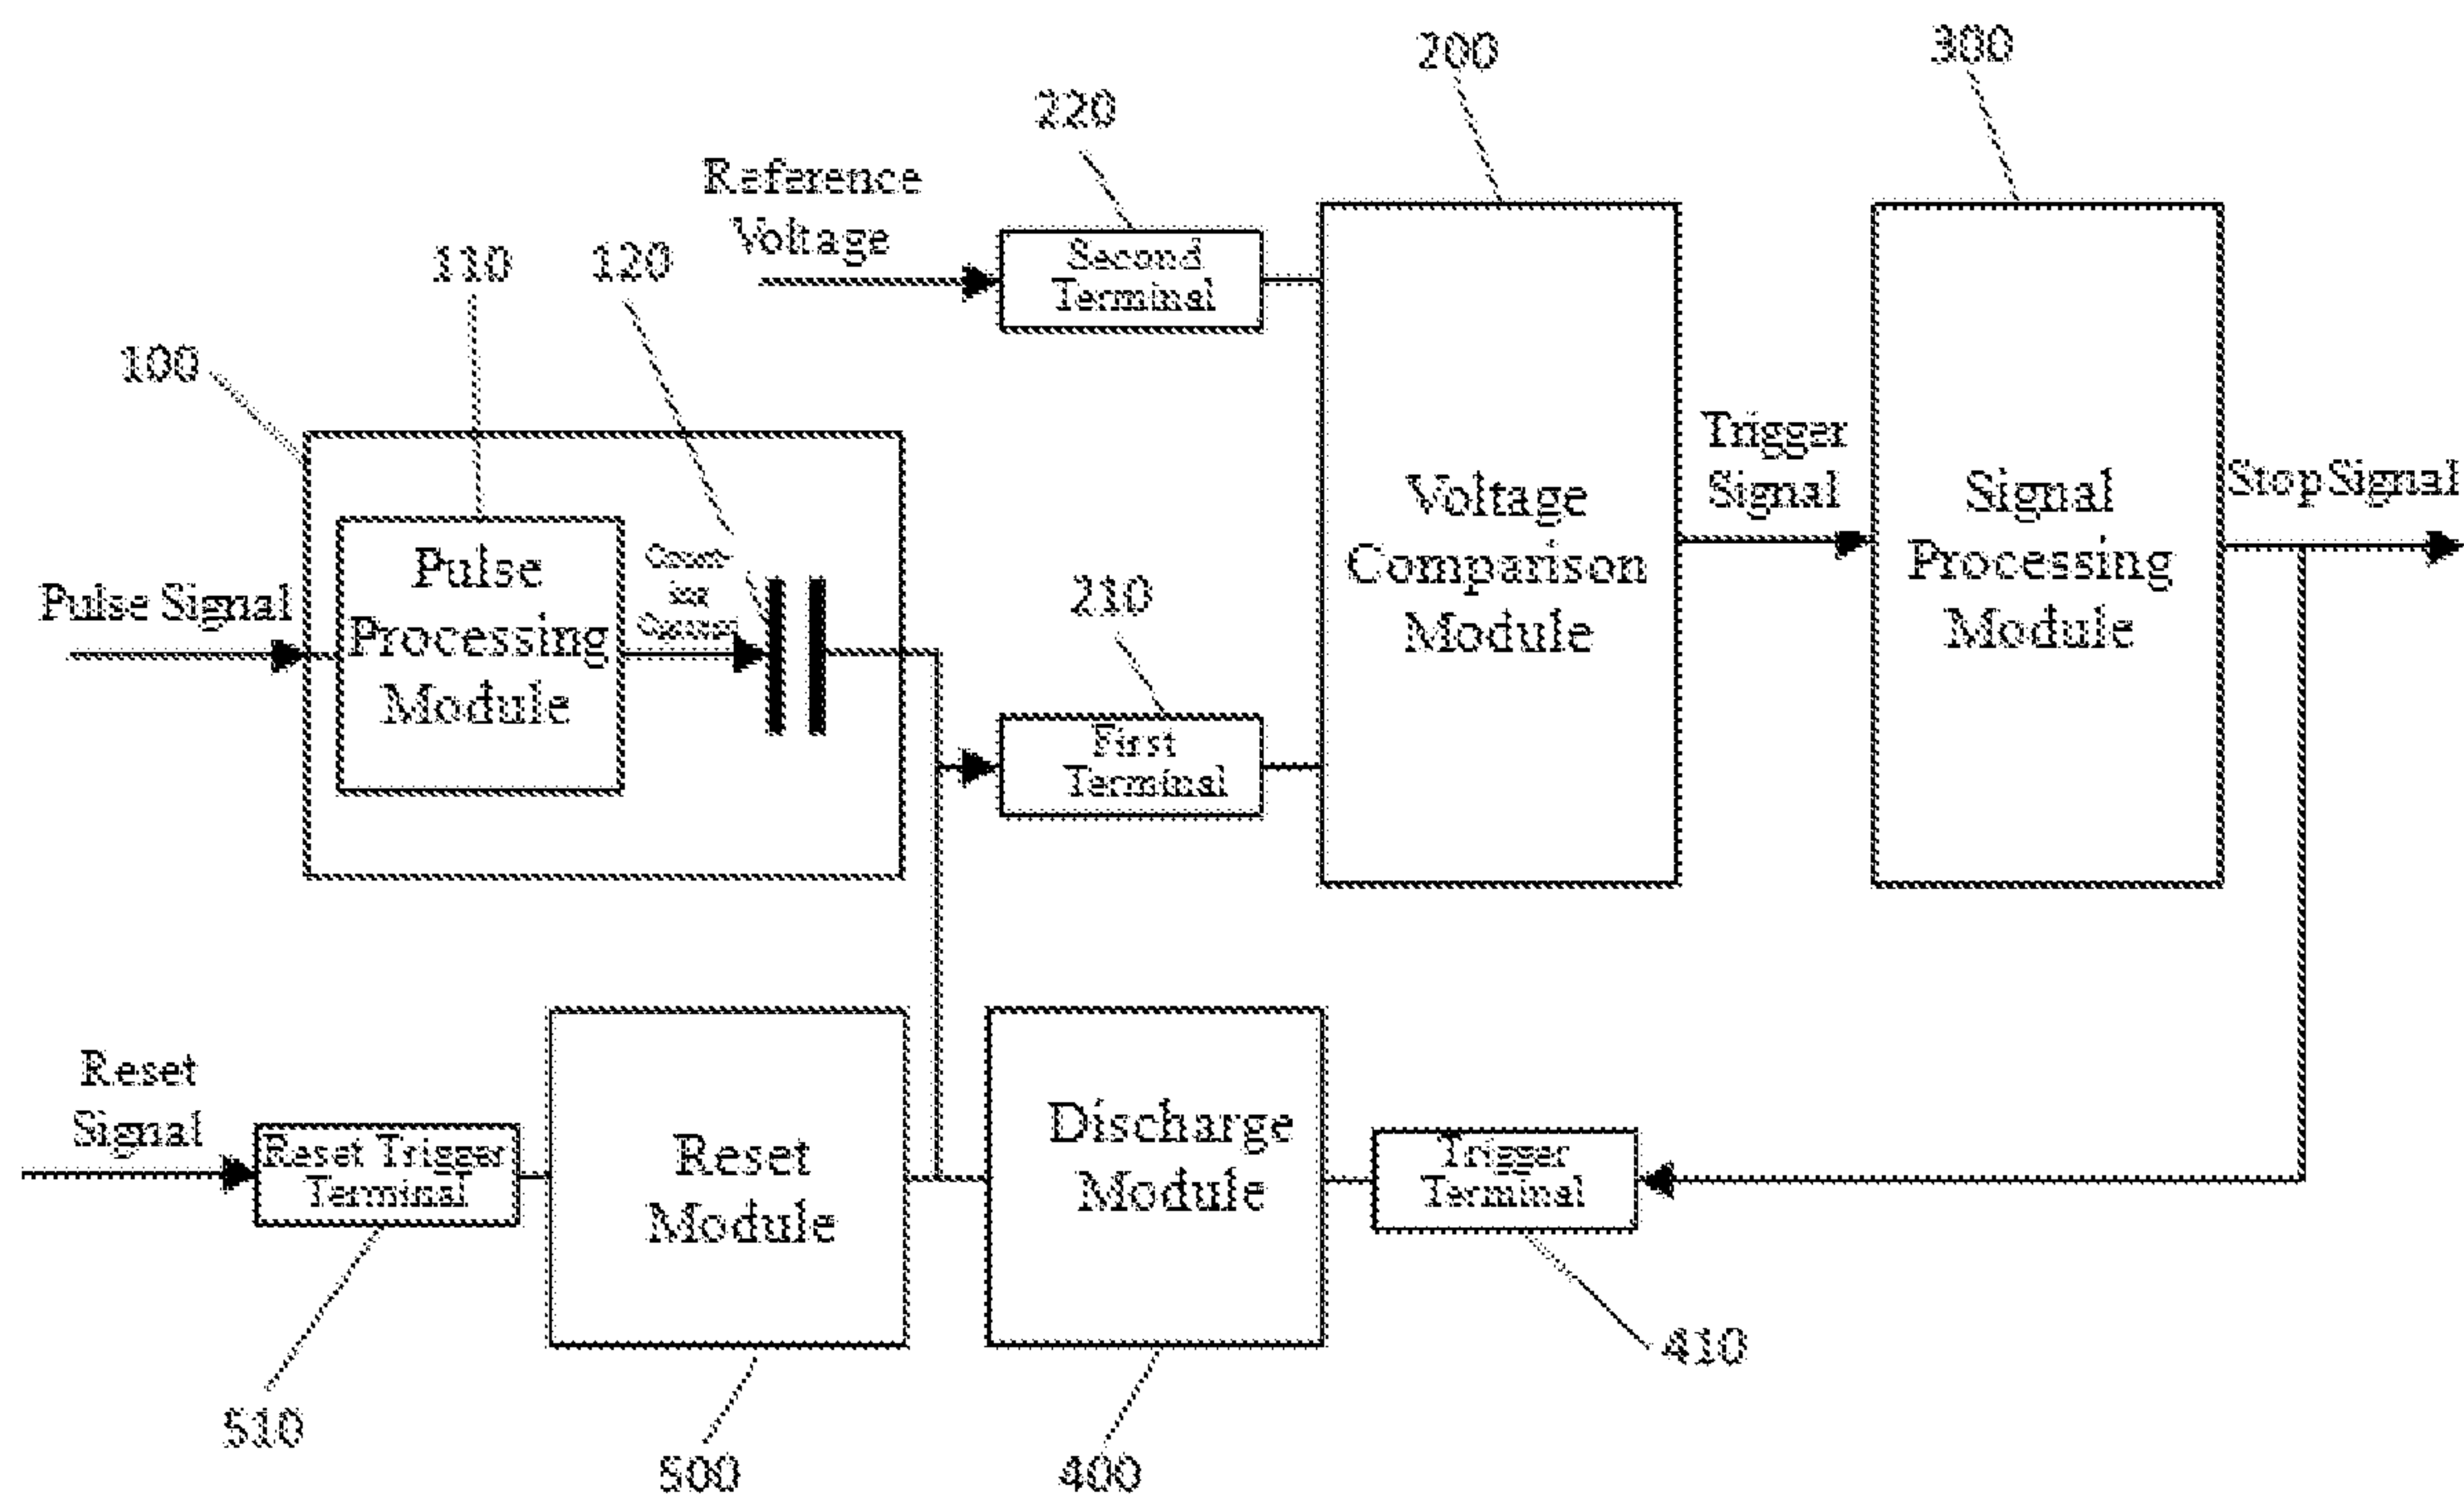 200
300
220
Reference
Voltage
Second
Terminal
110
120
100
Trigger
Signal
Stop Signal
Voltage
Comparison
Module
Signal
Processing
Module
Pulse Signal
Pulse
Processing
Module
Count-
ing
210
First
Terminal
Reset
Signal
Reset Trigger
Terminal
Reset
Module
Discharge
Module
Trigger
Terminal
410
510
500
400